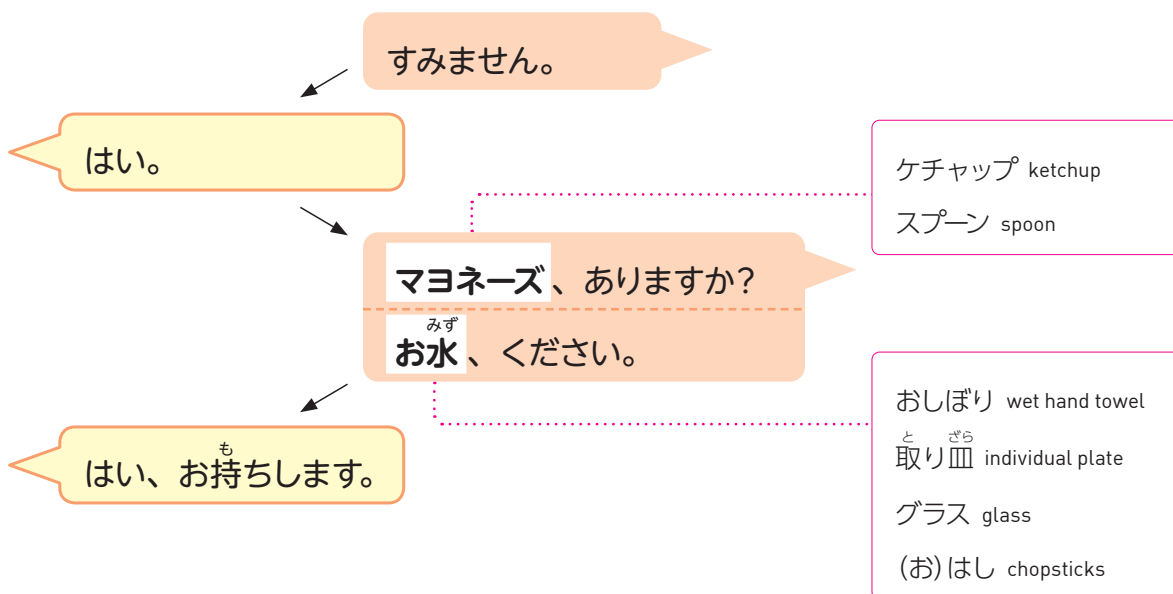 すみません。
はい。
ケチャップ ketchup
スプーン spoon
マヨネーズ、ありますか？
みず
お水、ください。
も
はい、お持ちします。
おしぼり wet hand towel
と ざら
取り皿 individual plate
グラス glass
(お)はし chopsticks